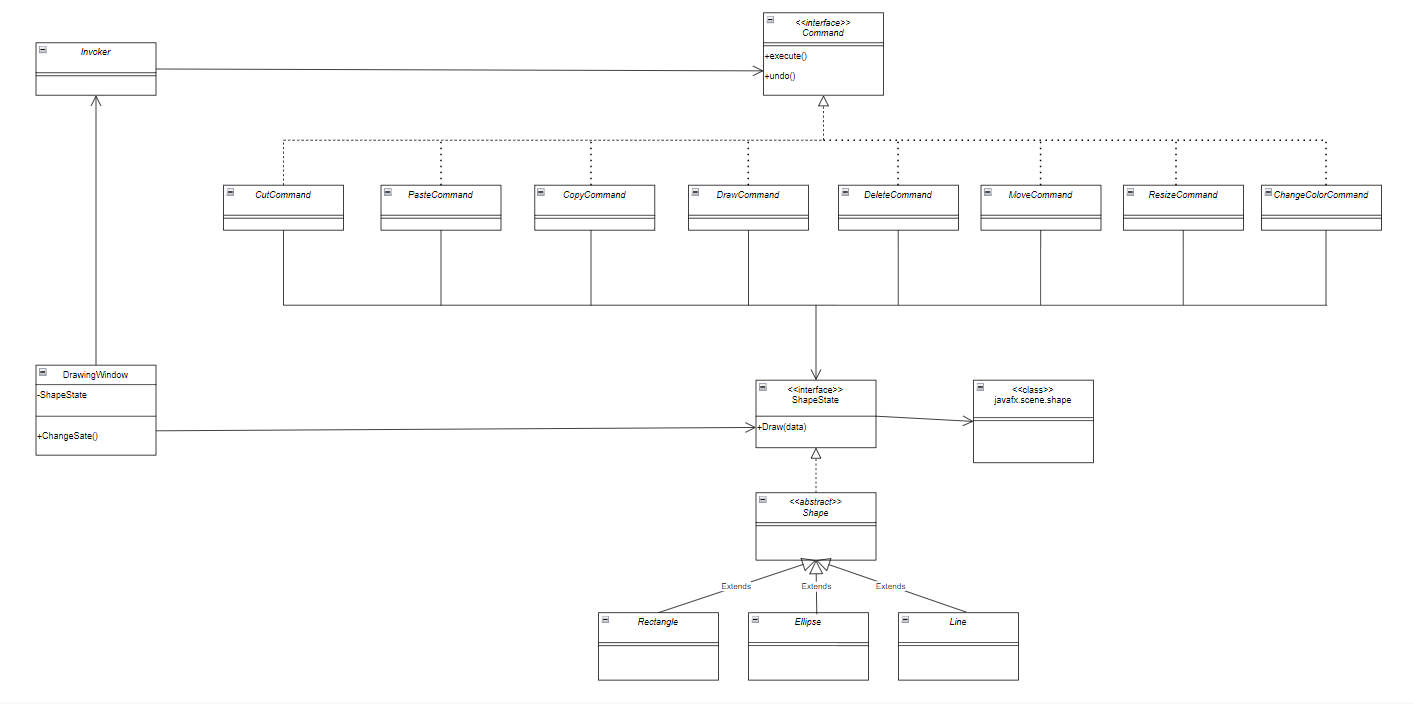 <<interface>>
Command
Invoker
+execute()
+undo()
CutCommand
PasteCommand
CopyCommand
DrawCommand
DeleteCommand
MoveCommand
ResizeCommand
ChangeColorCommand
DrawingWindow
-ShapeState
+ChangeSate()
<<interface>>
ShapeState
+Draw(data)
<<class>>
javafx.scene.shape
<<abstract>>
Shape
Extends
Extends
Extends
Rectangle
Ellipse
Line